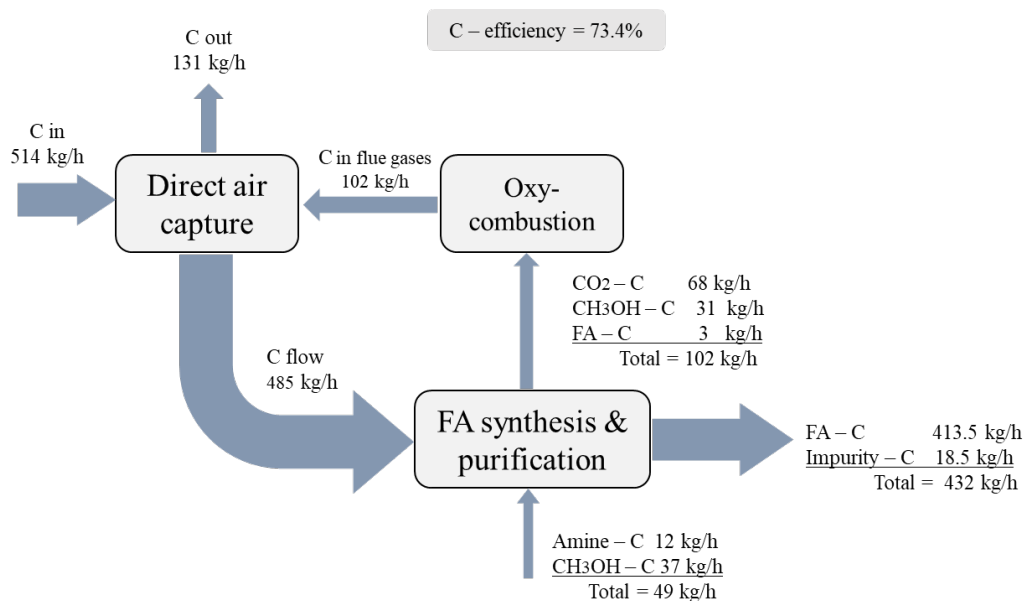 C – efficiency = 73.4%
C out
131 kg/h
C in
514 kg/h
Direct air
capture
C in flue gases
102 kg/h
Oxy-
combustion
CO2 – C 68 kg/h
CH3OH – C 31 kg/h
FA – C 3 kg/h
Total = 102 kg/h
C flow
485 kg/h
FA synthesis &
purification
FA – C 413.5 kg/h
Impurity – C 18.5 kg/h
Total = 432 kg/h
Amine – C 12 kg/h
CH3OH – C 37 kg/h
Total = 49 kg/h